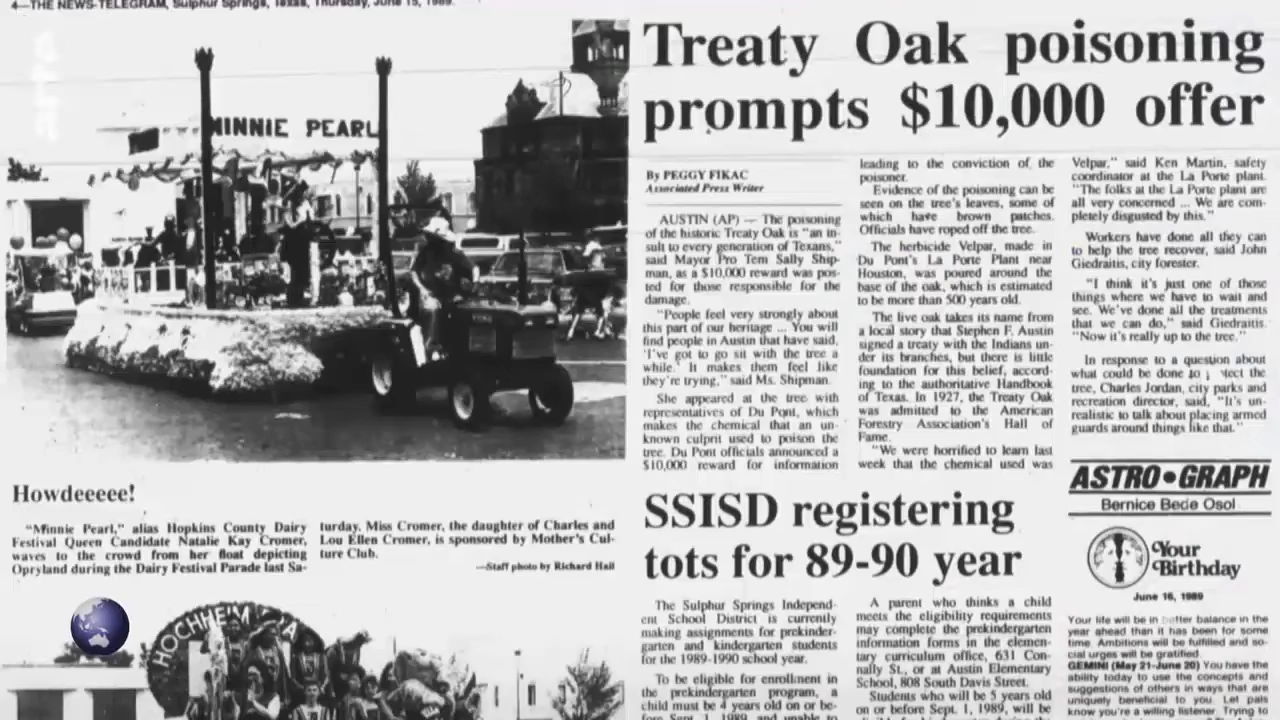 4—THE NEWS-TELEGRAM, Sulphur Springs, Texas, Thursday, June 15, 1989.
MINNIE PEARL
Howdeeeee!
"Minnie Pearl," alias Hopkins County Dairy
Festival Queen Candidate Natalie Kay Cromer,
waves to the crowd from her float depicting
Opryland during the Dairy Festival Parade last Sa-
turday. Miss Cromer, the daughter of Charles and
Lou Ellen Cromer, is sponsored by Mother's Cul-
ture Club.
—Staff photo by Richard Hall
HOCHHEIM
Treaty Oak poisoning
prompts $10,000 offer
By PEGGY FIKAC
Associated Press Writer
AUSTIN (AP) — The poisoning
of the historic Treaty Oak is "an in-
sult to every generation of Texans,"
said Mayor Pro Tem Sally Ship-
man, as a $10,000 reward was pos-
ted for those responsible for the
damage.
"People feel very strongly about
this part of our heritage ... You will
find people in Austin that have said,
'I've got to go sit with the tree a
while.' It makes them feel like
they're trying," said Ms. Shipman.
She appeared at the tree with
representatives of Du Pont, which
makes the chemical that an un-
known culprit used to poison the
tree. Du Pont officials announced a
$10,000 reward for information
leading to the conviction of the
poisoner.
Evidence of the poisoning can be
seen on the tree's leaves, some of
which have brown patches.
Officials have roped off the tree.
The herbicide Velpar, made in
Du Pont's La Porte Plant near
Houston, was poured around the
base of the oak, which is estimated
to be more than 500 years old.
The live oak takes its name from
a local story that Stephen F. Austin
signed a treaty with the Indians un-
der its branches, but there is little
foundation for this belief, accord-
ing to the authoritative Handbook
of Texas. In 1927, the Treaty Oak
was admitted to the American
Forestry Association's Hall of
Fame.
"We were horrified to learn last
week that the chemical used was
Velpar," said Ken Martin, safety
coordinator at the La Porte plant.
"The folks at the La Porte plant are
all very concerned ... We are com-
pletely disgusted by this."
Workers have done all they can
to help the tree recover, said John
Giedraitis, city forester.
"I think it's just one of those
things where we have to wait and
see. We've done all the treatments
that we can do," said Giedraitis.
"Now it's really up to the tree."
In response to a question about
what could be done to the
tree, Charles Jordan, city parks and
recreation director, said, "It's un-
realistic to talk about placing armed
guards around things like that."
SSISD registering
tots for 89-90 year
The Sulphur Springs Independ-
ent School District is currently
making assignments for prekinder-
garten and kindergarten students
for the 1989-1990 school year.
To be eligible for enrollment in
the prekindergarten program, a
child must be 4 years old on or be-
fore Sept. 1, 1989, and unable to
A parent who thinks a child
meets the eligibility requirements
may complete the prekindergarten
information forms in the elemen-
tary curriculum office, 631 Con-
nally St., or at Austin Elementary
School, 808 South Davis Street.
Students who will be 5 years old
on or before Sept. 1, 1989, will be
ASTRO•GRAPH
Bernice Bede Osol
Your
Birthday
June 16, 1989
Your life will be in better balance in the
year ahead than it has been for some
time. Ambitions will be fulfilled and so-
cial urges will be gratified.
GEMINI (May 21-June 20) You have the
ability today to use the concepts and
suggestions of others in ways that are
uniquely beneficial to you. Let pals
know you're a willing listener. Trying to